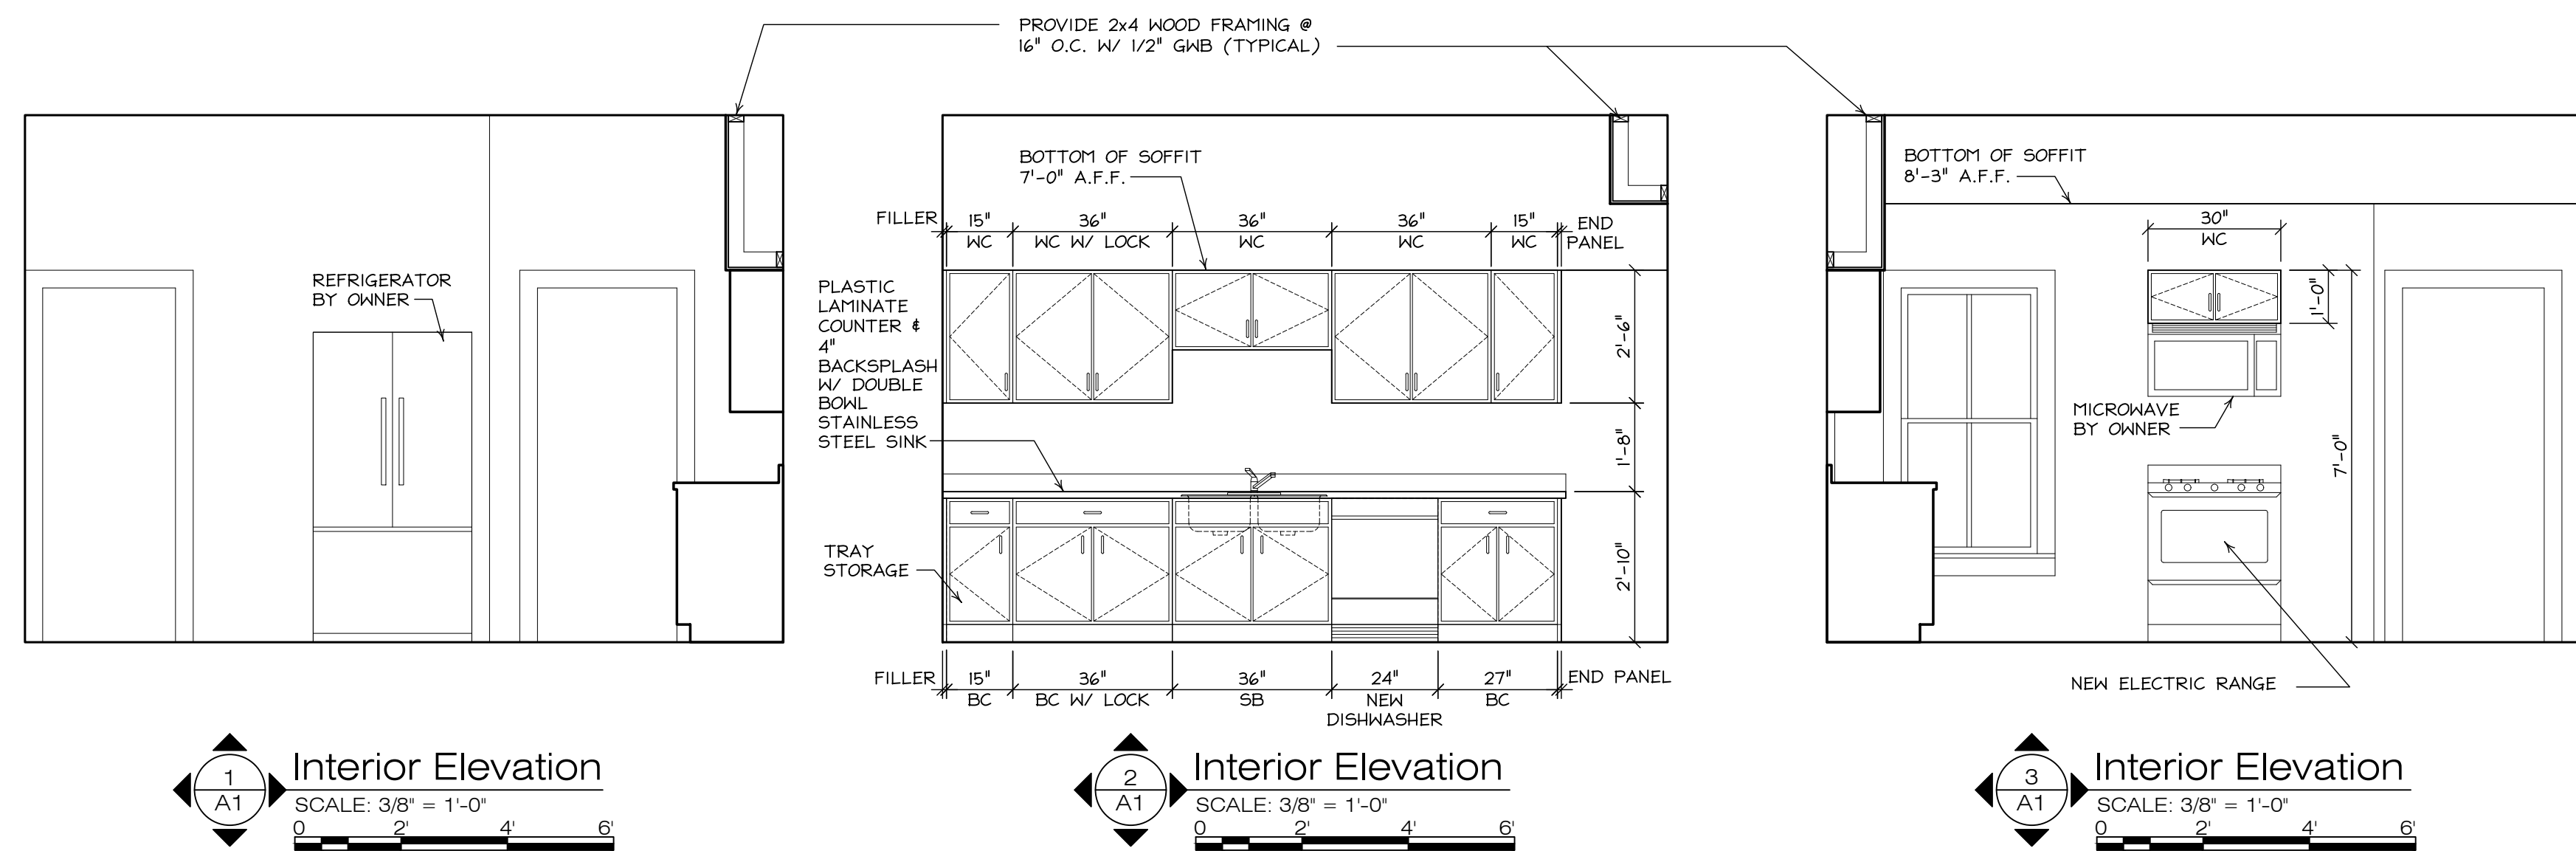 PROVIDE 2x4 WOOD FRAMING @
16" O.C. W/ 1/2" GWB (TYPICAL)
REFRIGERATOR
BY OWNER
1
A1
Interior Elevation
SCALE: 3/8" = 1'-0"
0 2' 4' 6'
BOTTOM OF SOFFIT
7'-0" A.F.F.
FILLER 15" 36" 36" 36" 15" END
WC WC W/ LOCK WC WC WC PANEL
PLASTIC
LAMINATE
COUNTER &
4"
BACKSPLASH
W/ DOUBLE
BOWL
STAINLESS
STEEL SINK
TRAY
STORAGE
2'-6"
1'-8"
2'-10"
FILLER 15" 36" 36" 24" 27" END PANEL
BC BC W/ LOCK SB NEW BC
DISHWASHER
2
A1
Interior Elevation
SCALE: 3/8" = 1'-0"
0 2' 4' 6'
BOTTOM OF SOFFIT
8'-3" A.F.F.
30"
WC
1'-0"
7'-0"
MICROWAVE
BY OWNER
NEW ELECTRIC RANGE
3
A1
Interior Elevation
SCALE: 3/8" = 1'-0"
0 2' 4' 6'